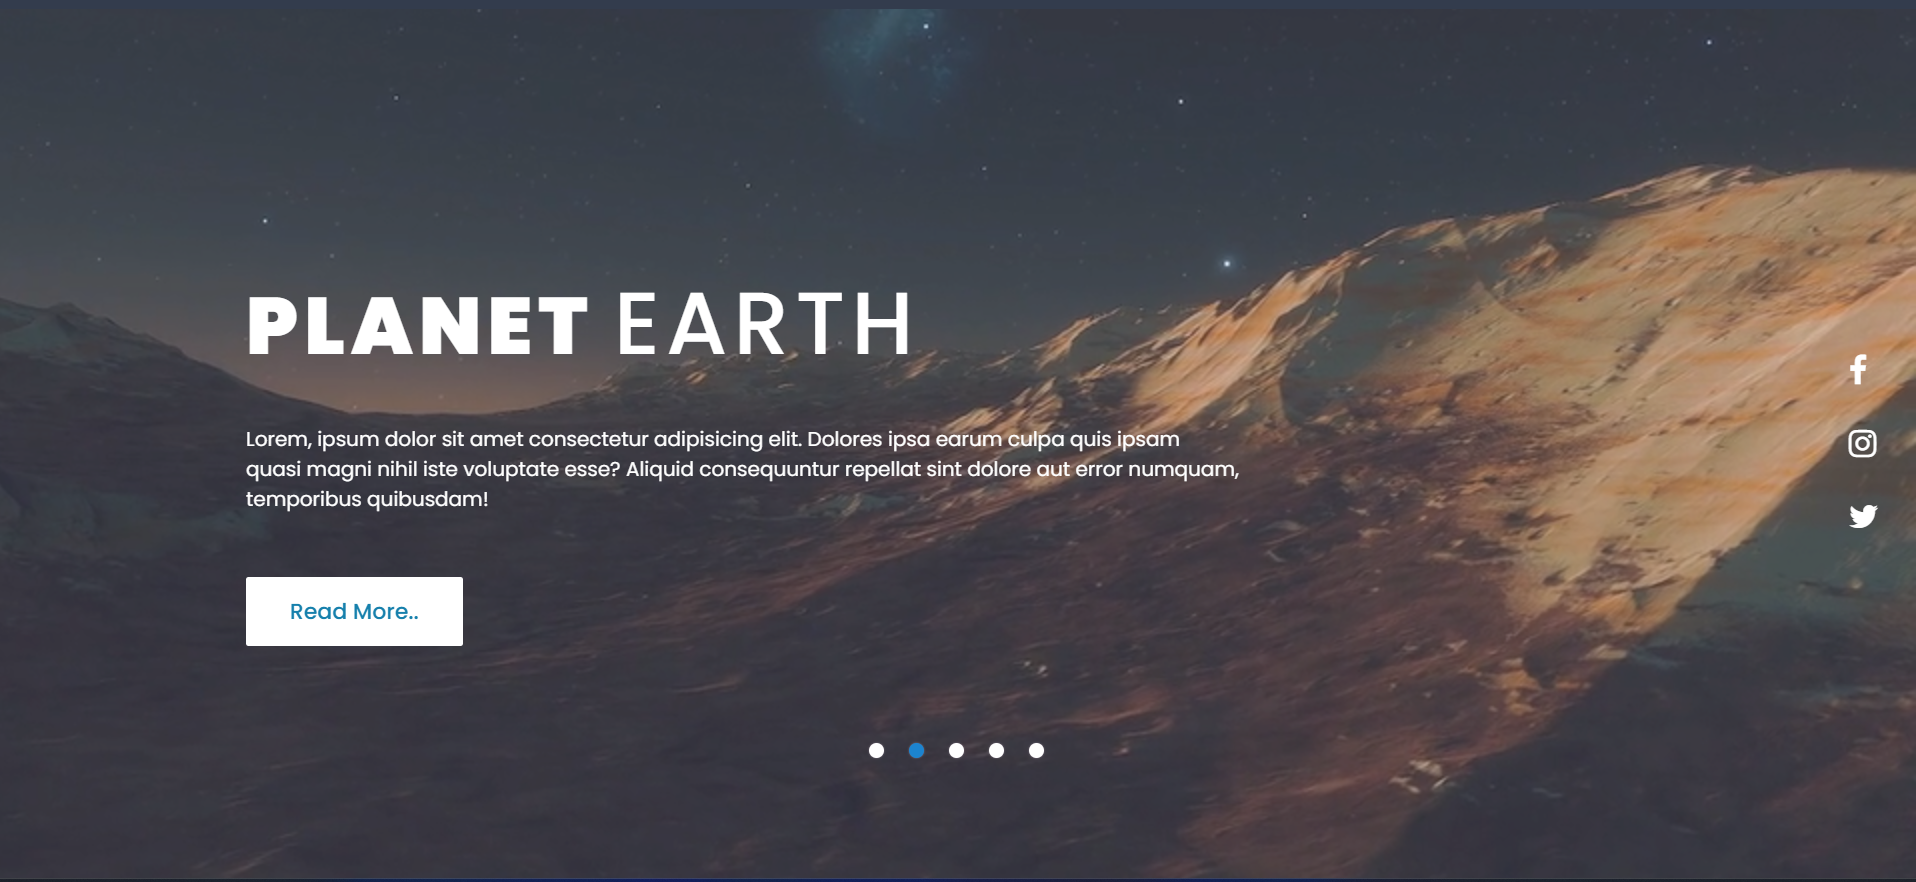 PLANET EARTH
Lorem, ipsum dolor sit amet consectetur adipisicing elit. Dolores ipsa earum culpa quis ipsam
quasi magni nihil iste voluptate esse? Aliquid consequuntur repellat sint dolore aut error numquam,
temporibus quibusdam!
Read More..